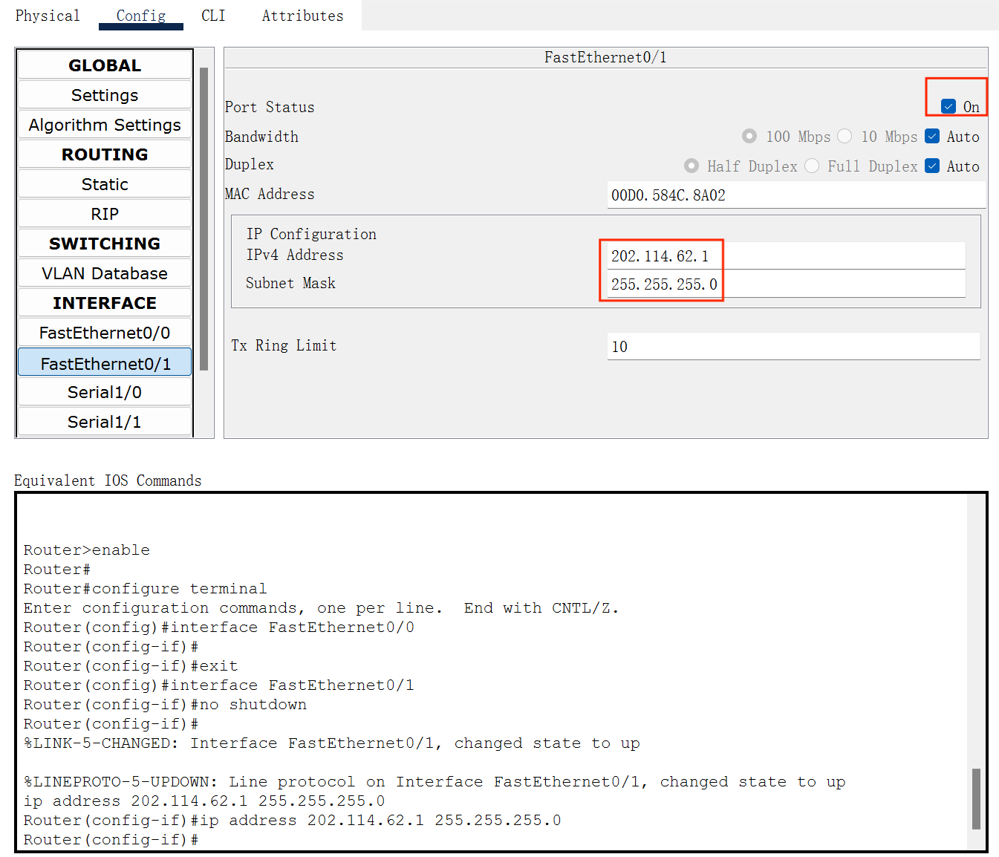 Physical Config CLI Attributes
GLOBAL
Settings
Algorithm Settings
ROUTING
Static
RIP
SWITCHING
VLAN Database
INTERFACE
FastEthernet0/0
FastEthernet0/1
Serial1/0
Serial1/1
FastEthernet0/1
Port Status On
Bandwidth 100 Mbps 10 Mbps Auto
Duplex Half Duplex Full Duplex Auto
MAC Address 00D0.584C.8A02
IP Configuration
IPv4 Address 202.114.62.1
Subnet Mask 255.255.255.0
Tx Ring Limit 10
Equivalent IOS Commands
Router>enable
Router#
Router#configure terminal
Enter configuration commands, one per line.  End with CNTL/Z.
Router(config)#interface FastEthernet0/0
Router(config-if)#
Router(config-if)#exit
Router(config)#interface FastEthernet0/1
Router(config-if)#no shutdown
Router(config-if)#
%LINK-5-CHANGED: Interface FastEthernet0/1, changed state to up
%LINEPROTO-5-UPDOWN: Line protocol on Interface FastEthernet0/1, changed state to up
ip address 202.114.62.1 255.255.255.0
Router(config-if)#ip address 202.114.62.1 255.255.255.0
Router(config-if)#